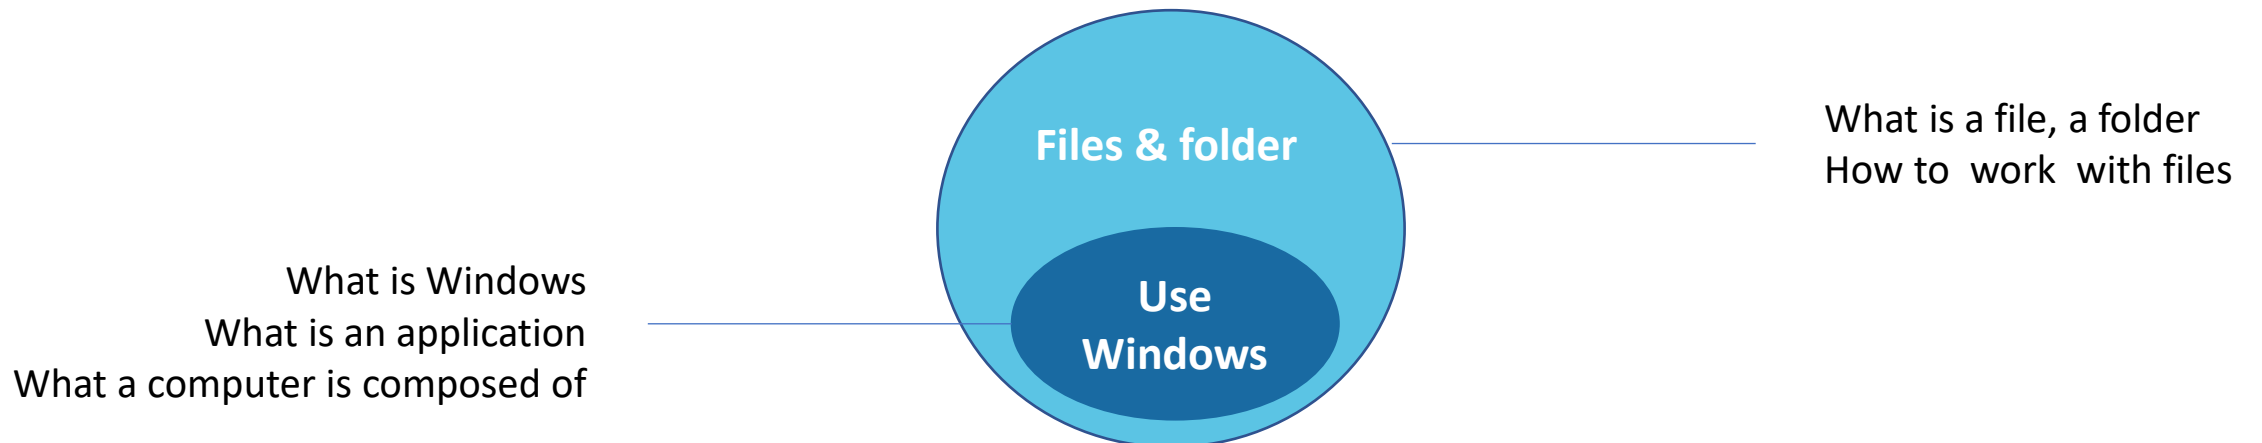 Files & folder
What is a file, a folder
How to  work  with files
What is Windows
What is an application
What a computer is composed of
Use
Windows